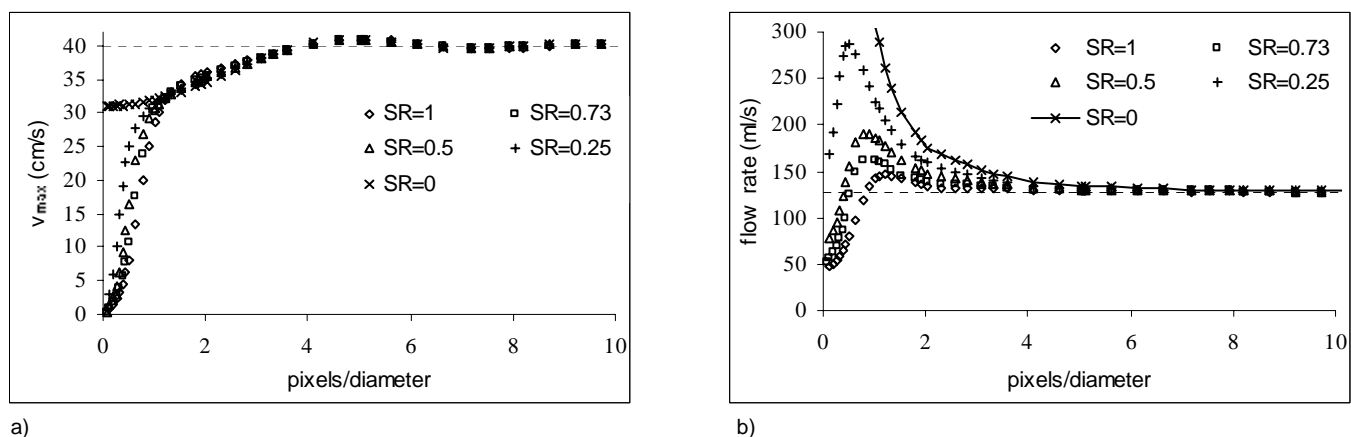 40
35
30
25
20
15
10
5
0
v_max (cm/s)
SR=1
SR=0.73
SR=0.5
SR=0.25
SR=0
0 2 4 6 8 10
pixels/diameter
a)
300
250
200
150
100
50
0
flow rate (ml/s)
SR=1
SR=0.73
SR=0.5
SR=0.25
SR=0
0 2 4 6 8 10
pixels/diameter
b)